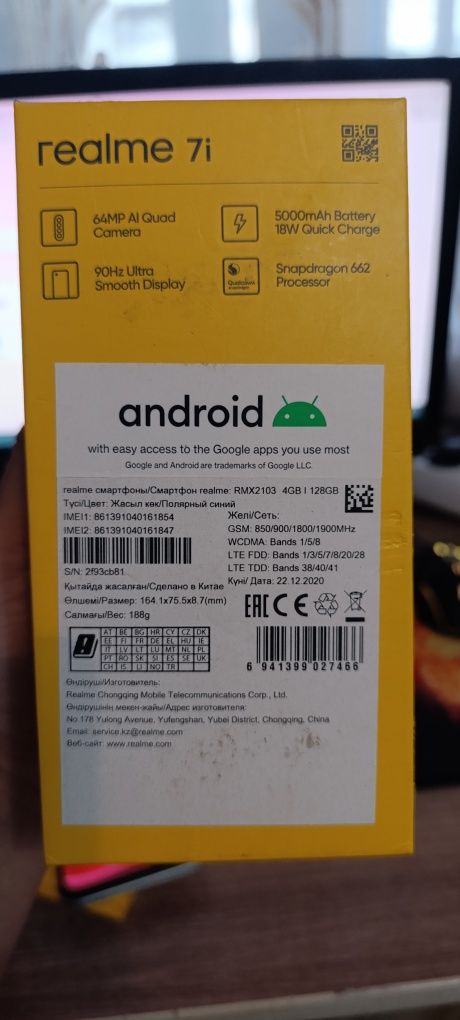 realme 7i
64MP AI Quad
Camera
5000mAh Battery
18W Quick Charge
90Hz Ultra
Smooth Display
Snapdragon 662
Processor
Qualcomm
android
with easy access to the Google apps you use most
Google and Android are trademarks of Google LLC.
realme смартфоны/Смартфон realme: RMX2103 4GB I 128GB
Түсі/Цвет: Жасыл көк/Полярный синий
IMEI1: 861391040161854
IMEI2: 861391040161847
S/N: 2f93cb81
Қытайда жасалған/Сделано в Китае
Өлшемі/Размер: 164.1x75.5x8.7(mm)
Салмағы/Вес: 188g
Желі/Сеть:
GSM: 850/900/1800/1900MHz
WCDMA: Bands 1/5/8
LTE FDD: Bands 1/3/5/7/8/20/28
LTE TDD: Bands 38/40/41
Күні/ Дата: 22.12.2020
EAC CE
AT BE BG HR CY CZ DK
EE FI FR DE EL HU IE
IT LV LT LU MT NL PL
PT RO SK SI ES SE UK
CH IS LI NO TR
6 941399 027466
Өндіруші/Изготовитель:
Realme Chongqing Mobile Telecommunications Corp., Ltd.
Өндірушінің мекен-жайы/Адрес изготовителя:
No 178 Yulong Avenue, Yufengshan, Yubei District, Chongqing, China
Email: service.kz@realme.com
Веб-сайт: www.realme.com